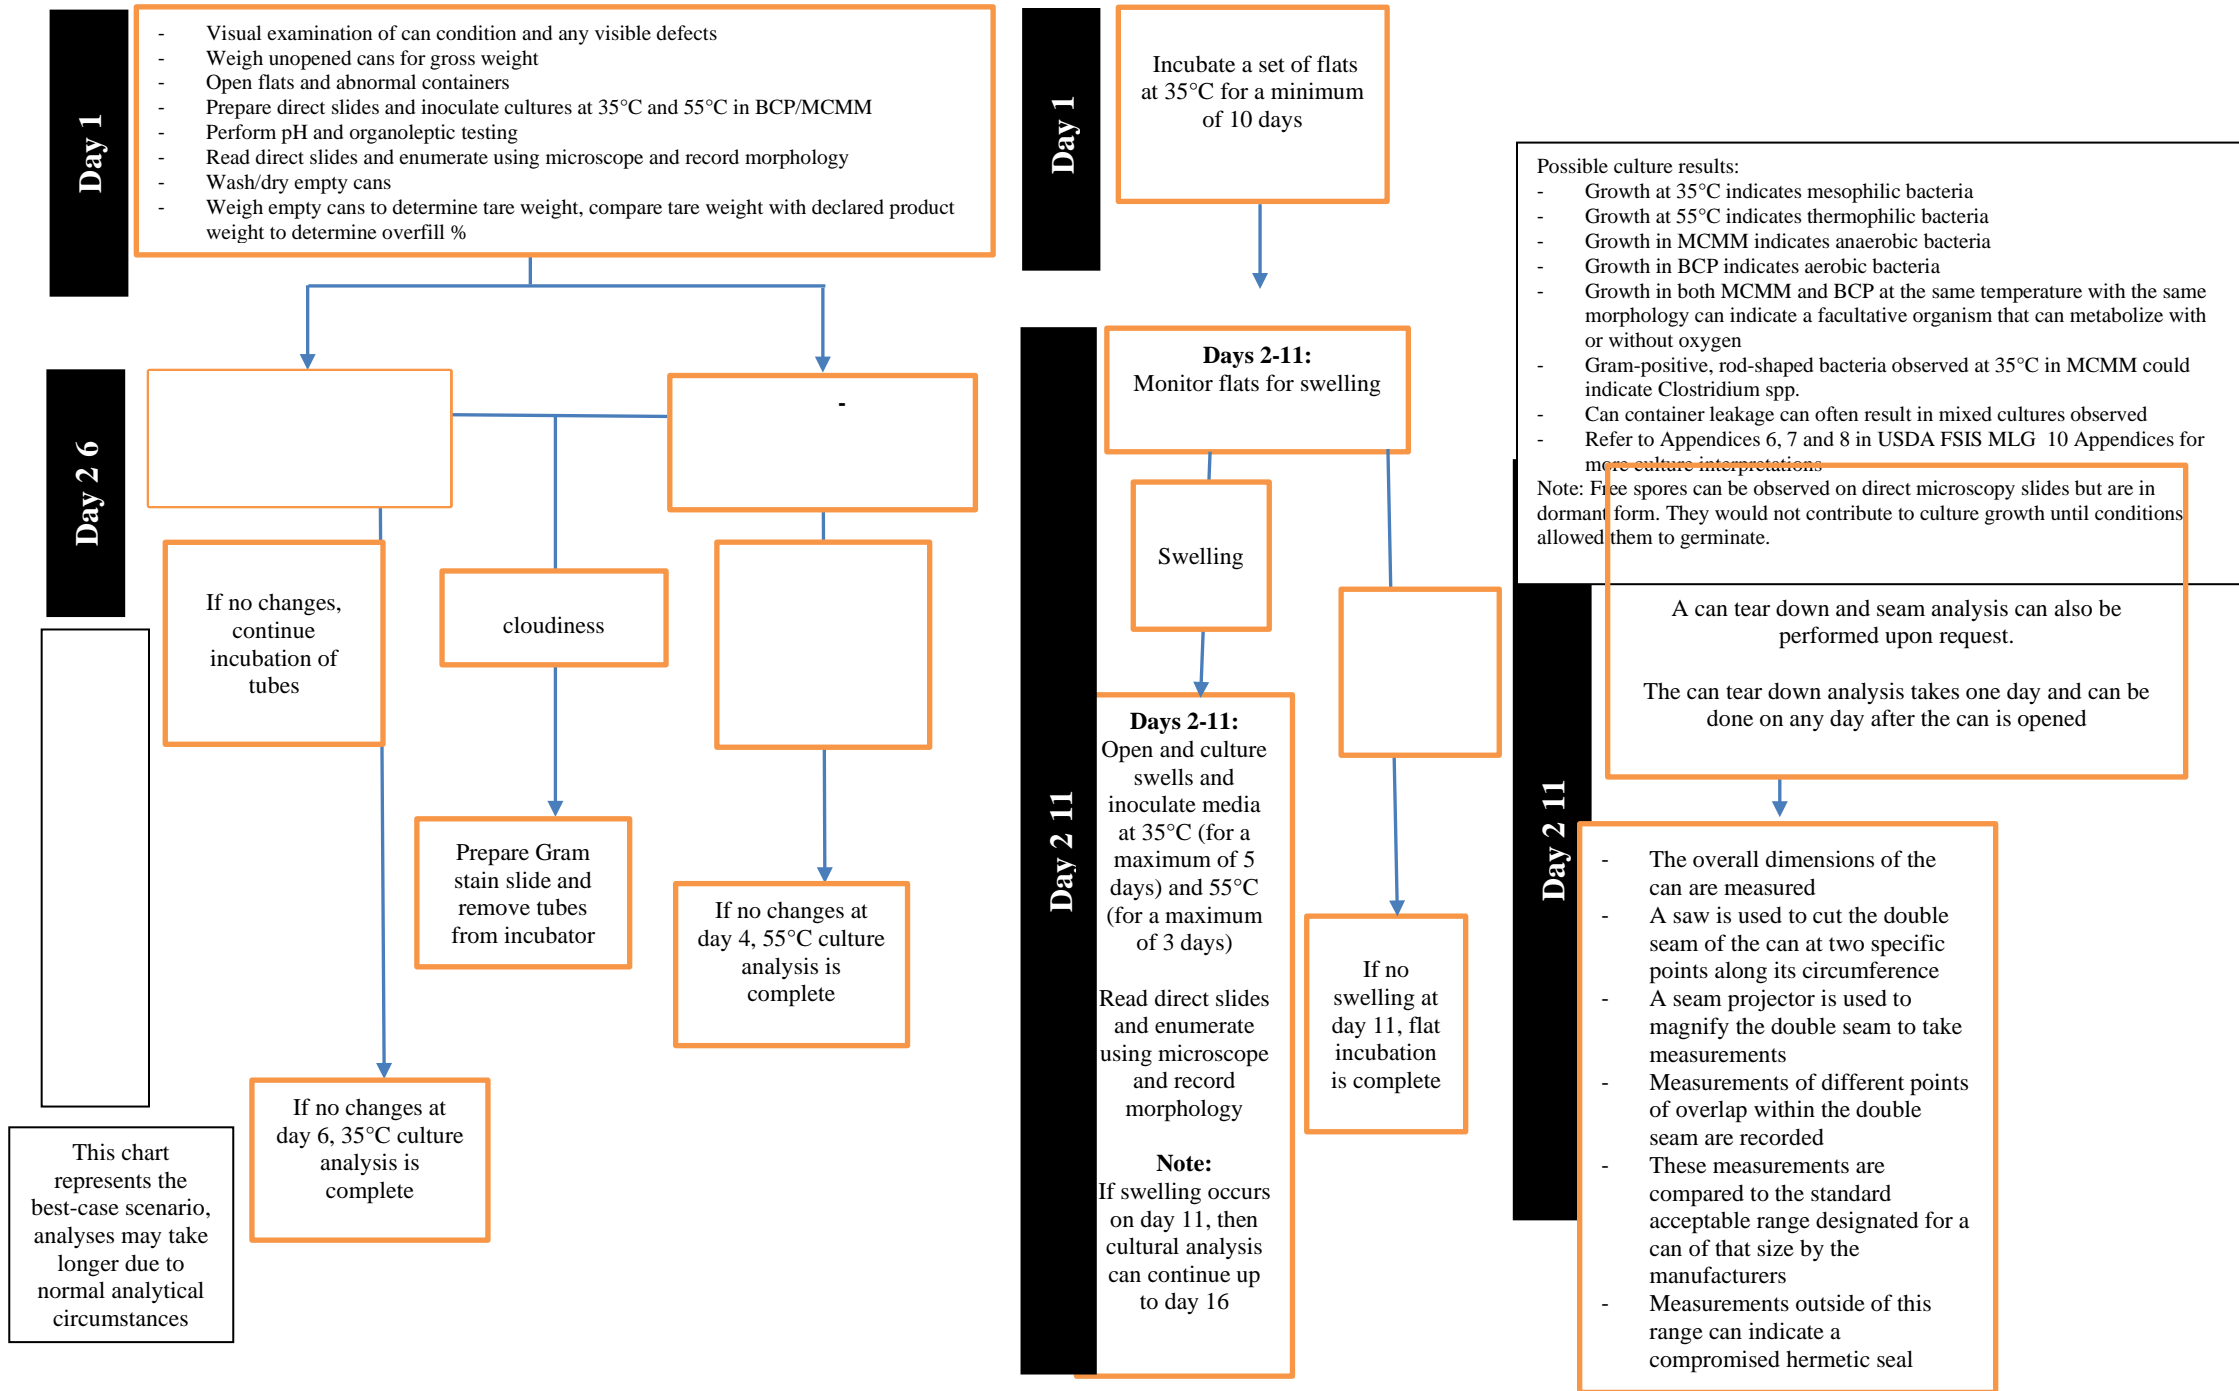 Day 1
- Visual examination of can condition and any visible defects
- Weigh unopened cans for gross weight
- Open flats and abnormal containers
- Prepare direct slides and inoculate cultures at 35°C and 55°C in BCP/MCMM
- Perform pH and organoleptic testing
- Read direct slides and enumerate using microscope and record morphology
- Wash/dry empty cans
- Weigh empty cans to determine tare weight, compare tare weight with declared product
weight to determine overfill %
Day 2 6
-
If no changes,
continue
incubation of
tubes
cloudiness
Prepare Gram
stain slide and
remove tubes
from incubator
If no changes at
day 4, 55°C culture
analysis is
complete
If no changes at
day 6, 35°C culture
analysis is
complete
This chart
represents the
best-case scenario,
analyses may take
longer due to
normal analytical
circumstances
Day 1
Incubate a set of flats
at 35°C for a minimum
of 10 days
Day 2 11
Days 2-11:
Monitor flats for swelling
Swelling
Days 2-11:
Open and culture
swells and
inoculate media
at 35°C (for a
maximum of 5
days) and 55°C
(for a maximum
of 3 days)
Read direct slides
and enumerate
using microscope
and record
morphology
Note:
If swelling occurs
on day 11, then
cultural analysis
can continue up
to day 16
If no
swelling at
day 11, flat
incubation
is complete
Possible culture results:
- Growth at 35°C indicates mesophilic bacteria
- Growth at 55°C indicates thermophilic bacteria
- Growth in MCMM indicates anaerobic bacteria
- Growth in BCP indicates aerobic bacteria
- Growth in both MCMM and BCP at the same temperature with the same
morphology can indicate a facultative organism that can metabolize with
or without oxygen
- Gram-positive, rod-shaped bacteria observed at 35°C in MCMM could
indicate Clostridium spp.
- Can container leakage can often result in mixed cultures observed
- Refer to Appendices 6, 7 and 8 in USDA FSIS MLG 10 Appendices for
more culture interpretations
Note: Free spores can be observed on direct microscopy slides but are in
dormant form. They would not contribute to culture growth until conditions
allowed them to germinate.
Day 2 11
A can tear down and seam analysis can also be
performed upon request.
The can tear down analysis takes one day and can be
done on any day after the can is opened
- The overall dimensions of the
can are measured
- A saw is used to cut the double
seam of the can at two specific
points along its circumference
- A seam projector is used to
magnify the double seam to take
measurements
- Measurements of different points
of overlap within the double
seam are recorded
- These measurements are
compared to the standard
acceptable range designated for a
can of that size by the
manufacturers
- Measurements outside of this
range can indicate a
compromised hermetic seal